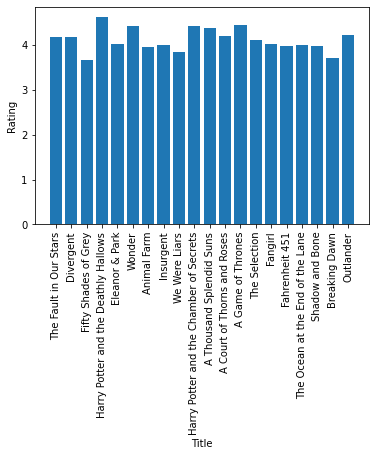 4
3
2
1
0
Rating
The Fault in Our Stars
Divergent
Fifty Shades of Grey
Harry Potter and the Deathly Hallows
Eleanor & Park
Wonder
Animal Farm
Insurgent
We Were Liars
Harry Potter and the Chamber of Secrets
A Thousand Splendid Suns
A Court of Thorns and Roses
A Game of Thrones
The Selection
Fangirl
Fahrenheit 451
The Ocean at the End of the Lane
Shadow and Bone
Breaking Dawn
Outlander
Title